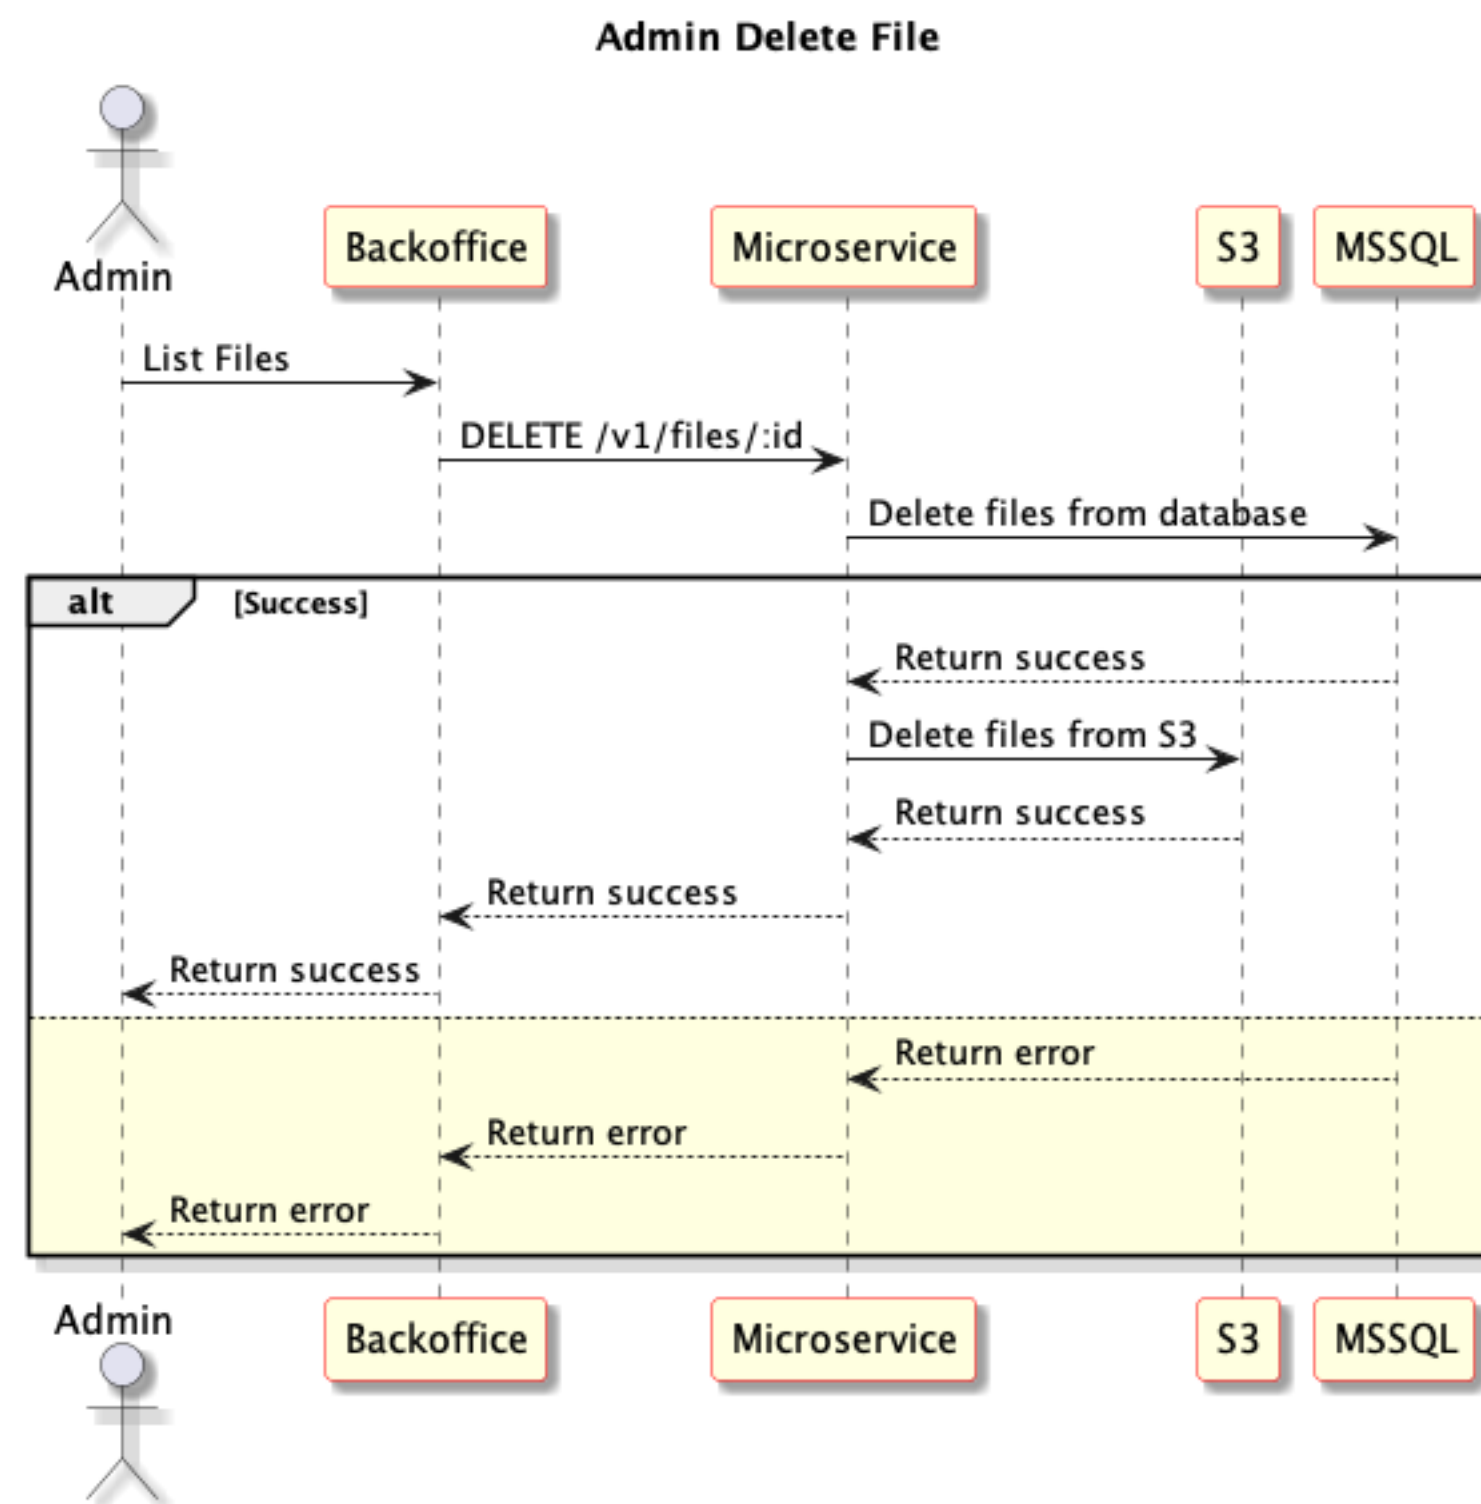 Admin Delete File
Admin
Backoffice
Microservice
S3
MSSQL
List Files
DELETE /v1/files/:id
Delete files from database
alt
[Success]
Return success
Delete files from S3
Return success
Return success
Return success
Return error
Return error
Return error
Admin
Backoffice
Microservice
S3
MSSQL